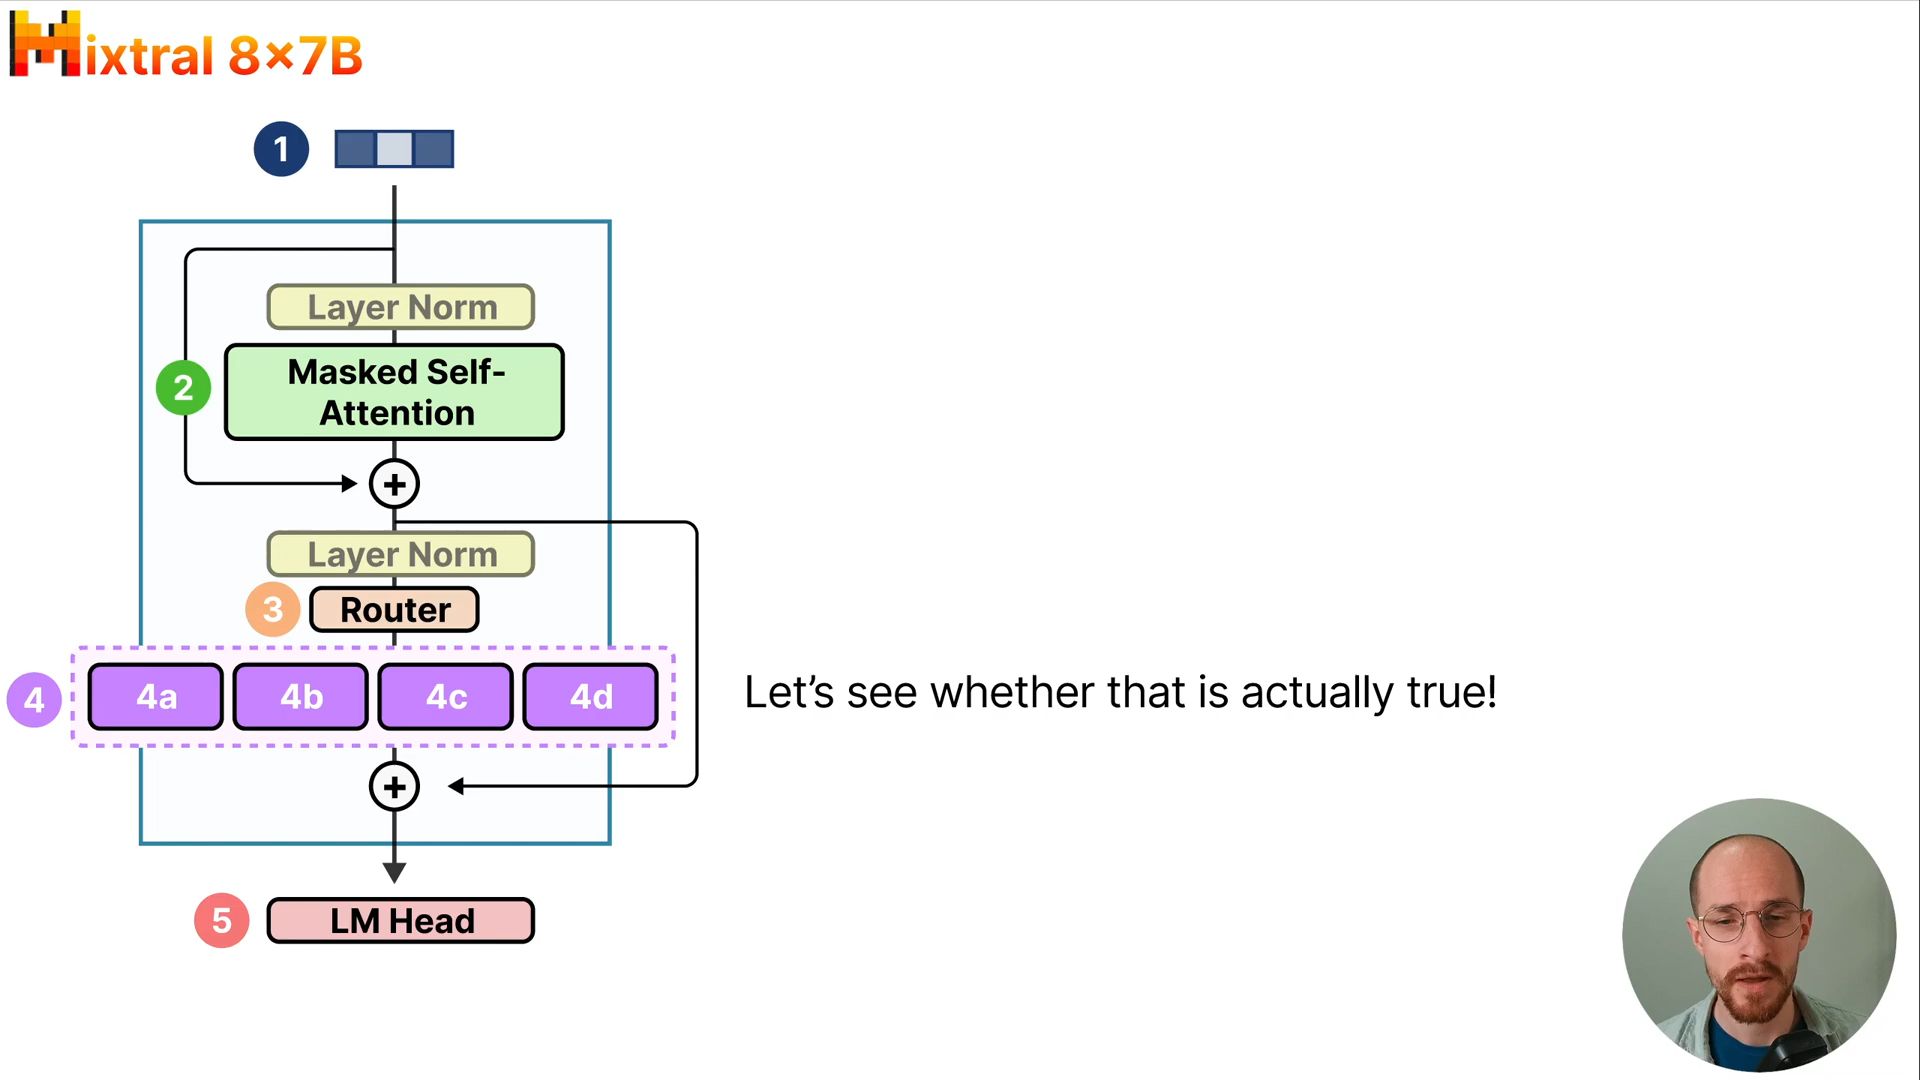 Mixtral 8×7B
1
Layer Norm
2
Masked Self-
Attention
+
Layer Norm
3
Router
4
4a
4b
4c
4d
Let’s see whether that is actually true!
+
5
LM Head